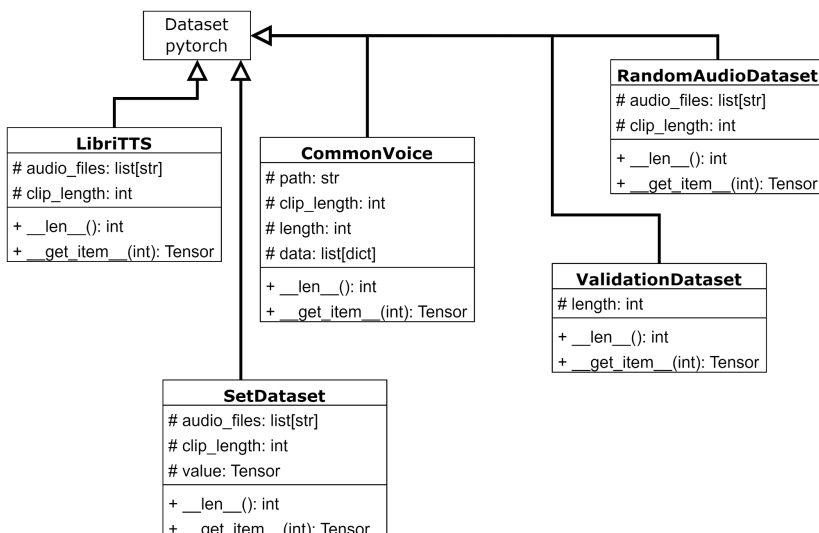 Dataset
pytorch
RandomAudioDataset
# audio_files: list[str]
# clip_length: int
+ __len__(): int
+ __get_item__(int): Tensor
LibriTTS
# audio_files: list[str]
# clip_length: int
+ __len__(): int
+ __get_item__(int): Tensor
CommonVoice
# path: str
# clip_length: int
# length: int
# data: list[dict]
+ __len__(): int
+ __get_item__(int): Tensor
ValidationDataset
# length: int
+ __len__(): int
+ __get_item__(int): Tensor
SetDataset
# audio_files: list[str]
# clip_length: int
# value: Tensor
+ __len__(): int
+ __get_item__(int): Tensor